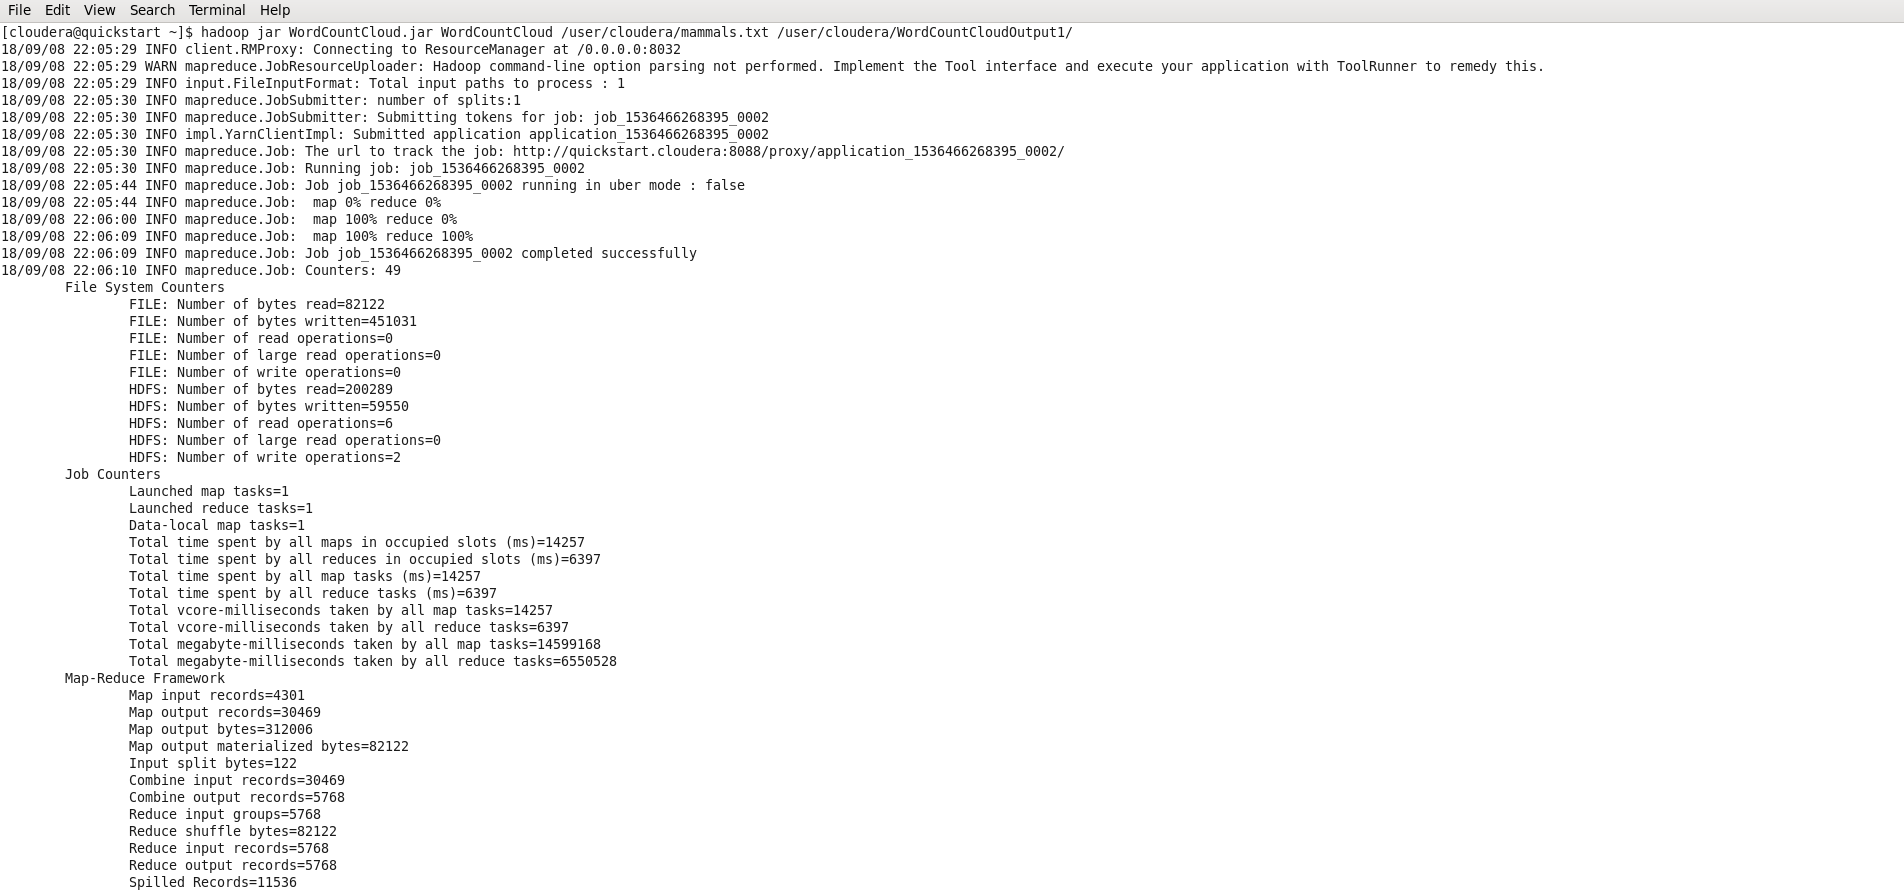 File Edit View Search Terminal Help
[cloudera@quickstart ~]$ hadoop jar WordCountCloud.jar WordCountCloud /user/cloudera/mammals.txt /user/cloudera/WordCountCloudOutput1/
18/09/08 22:05:29 INFO client.RMProxy: Connecting to ResourceManager at /0.0.0.0:8032
18/09/08 22:05:29 WARN mapreduce.JobResourceUploader: Hadoop command-line option parsing not performed. Implement the Tool interface and execute your application with ToolRunner to remedy this.
18/09/08 22:05:29 INFO input.FileInputFormat: Total input paths to process : 1
18/09/08 22:05:30 INFO mapreduce.JobSubmitter: number of splits:1
18/09/08 22:05:30 INFO mapreduce.JobSubmitter: Submitting tokens for job: job_1536466268395_0002
18/09/08 22:05:30 INFO impl.YarnClientImpl: Submitted application application_1536466268395_0002
18/09/08 22:05:30 INFO mapreduce.Job: The url to track the job: http://quickstart.cloudera:8088/proxy/application_1536466268395_0002/
18/09/08 22:05:30 INFO mapreduce.Job: Running job: job_1536466268395_0002
18/09/08 22:05:44 INFO mapreduce.Job: Job job_1536466268395_0002 running in uber mode : false
18/09/08 22:05:44 INFO mapreduce.Job:  map 0% reduce 0%
18/09/08 22:06:00 INFO mapreduce.Job:  map 100% reduce 0%
18/09/08 22:06:09 INFO mapreduce.Job:  map 100% reduce 100%
18/09/08 22:06:09 INFO mapreduce.Job: Job job_1536466268395_0002 completed successfully
18/09/08 22:06:10 INFO mapreduce.Job: Counters: 49
File System Counters
FILE: Number of bytes read=82122
FILE: Number of bytes written=451031
FILE: Number of read operations=0
FILE: Number of large read operations=0
FILE: Number of write operations=0
HDFS: Number of bytes read=200289
HDFS: Number of bytes written=59550
HDFS: Number of read operations=6
HDFS: Number of large read operations=0
HDFS: Number of write operations=2
Job Counters
Launched map tasks=1
Launched reduce tasks=1
Data-local map tasks=1
Total time spent by all maps in occupied slots (ms)=14257
Total time spent by all reduces in occupied slots (ms)=6397
Total time spent by all map tasks (ms)=14257
Total time spent by all reduce tasks (ms)=6397
Total vcore-milliseconds taken by all map tasks=14257
Total vcore-milliseconds taken by all reduce tasks=6397
Total megabyte-milliseconds taken by all map tasks=14599168
Total megabyte-milliseconds taken by all reduce tasks=6550528
Map-Reduce Framework
Map input records=4301
Map output records=30469
Map output bytes=312006
Map output materialized bytes=82122
Input split bytes=122
Combine input records=30469
Combine output records=5768
Reduce input groups=5768
Reduce shuffle bytes=82122
Reduce input records=5768
Reduce output records=5768
Spilled Records=11536